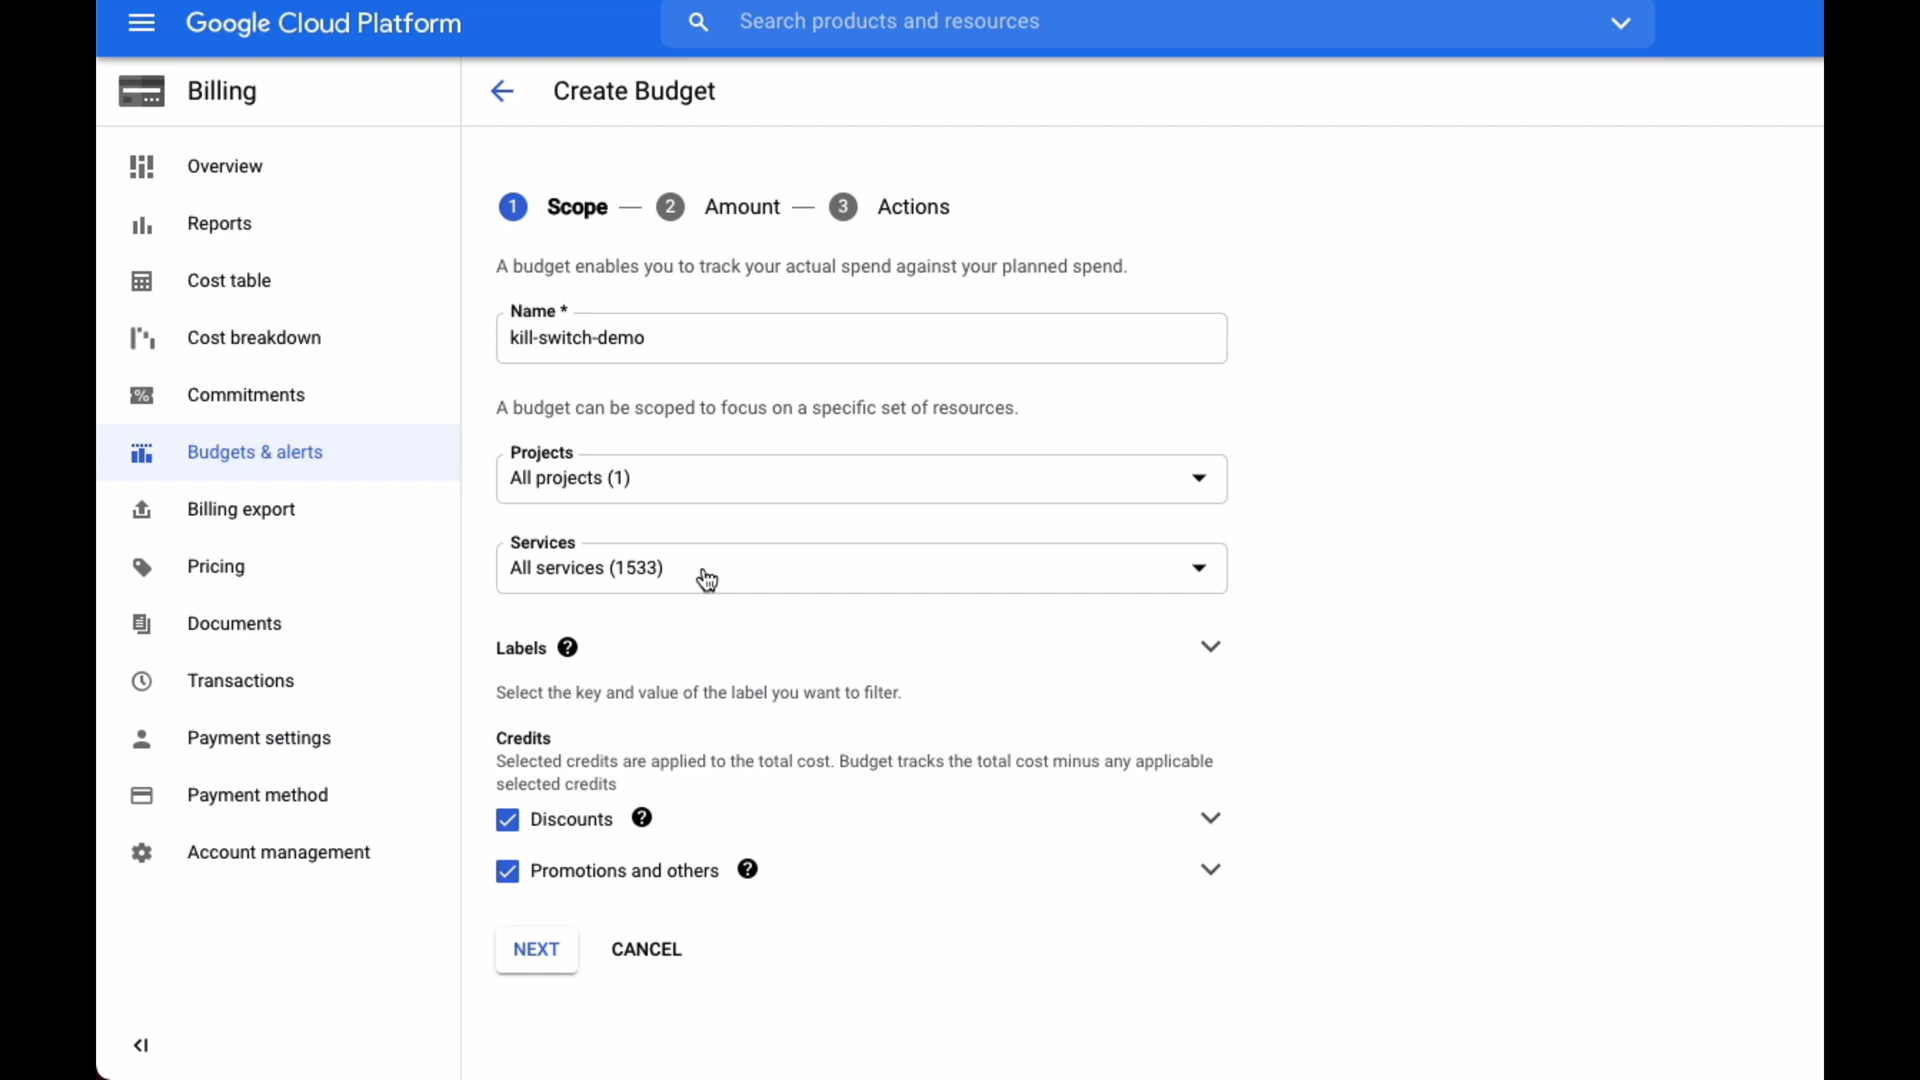 Google Cloud Platform
Search products and resources
Billing
Create Budget
Overview
Reports
Cost table
Cost breakdown
Commitments
Budgets & alerts
Billing export
Pricing
Documents
Transactions
Payment settings
Payment method
Account management
1 Scope — 2 Amount — 3 Actions
A budget enables you to track your actual spend against your planned spend.
Name *
kill-switch-demo
A budget can be scoped to focus on a specific set of resources.
Projects
All projects (1)
Services
All services (1533)
Labels ?
Select the key and value of the label you want to filter.
Credits
Selected credits are applied to the total cost. Budget tracks the total cost minus any applicable
selected credits
Discounts ?
Promotions and others ?
NEXT CANCEL